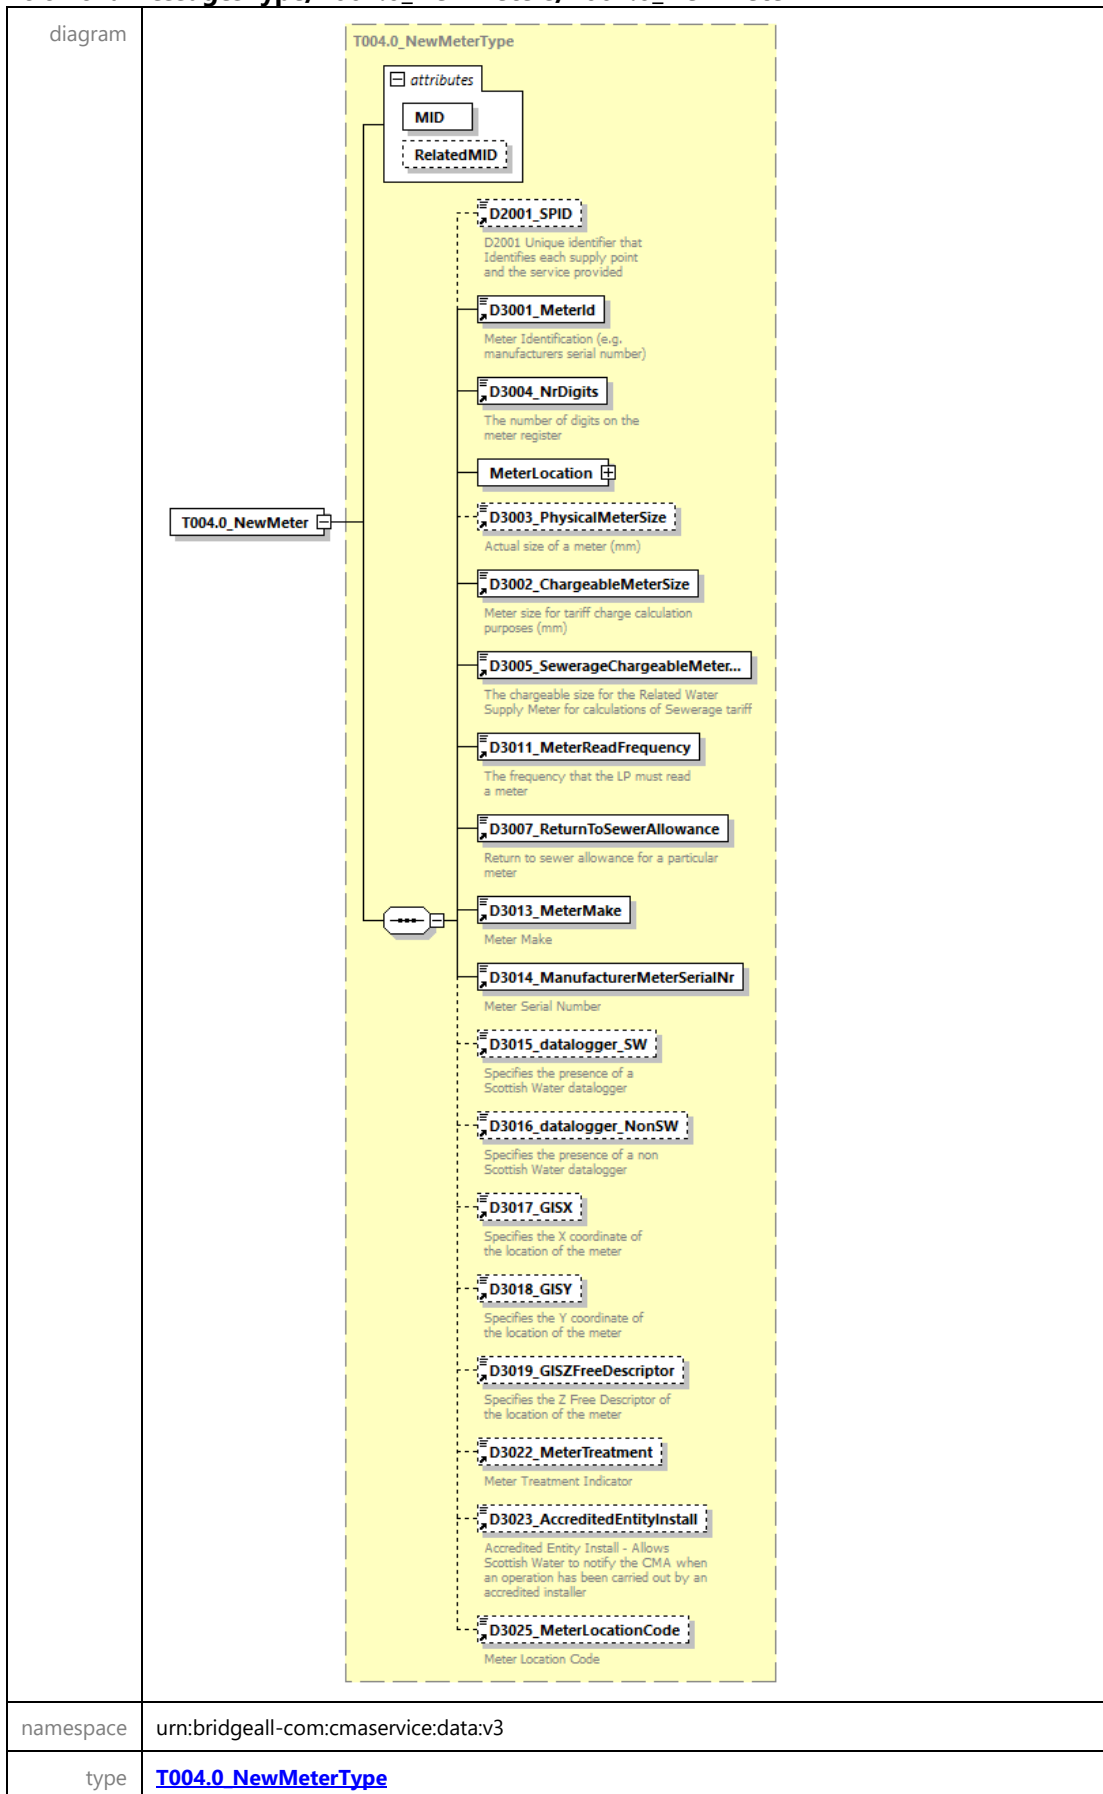 diagram
T004.0_NewMeterType
attributes
MID
RelatedMID
D2001_SPID
D2001 Unique identifier that
Identifies each supply point
and the service provided
D3001_MeterId
Meter Identification (e.g.
manufacturers serial number)
D3004_NrDigits
The number of digits on the
meter register
MeterLocation
T004.0_NewMeter
D3003_PhysicalMeterSize
Actual size of a meter (mm)
D3002_ChargeableMeterSize
Meter size for tariff charge calculation
purposes (mm)
D3005_SewerageChargeableMeter...
The chargeable size for the Related Water
Supply Meter for calculations of Sewerage tariff
D3011_MeterReadFrequency
The frequency that the LP must read
a meter
D3007_ReturnToSewerAllowance
Return to sewer allowance for a particular
meter
D3013_MeterMake
Meter Make
D3014_ManufacturerMeterSerialNr
Meter Serial Number
D3015_datalogger_SW
Specifies the presence of a
Scottish Water datalogger
D3016_datalogger_NonSW
Specifies the presence of a non
Scottish Water datalogger
D3017_GISX
Specifies the X coordinate of
the location of the meter
D3018_GISY
Specifies the Y coordinate of
the location of the meter
D3019_GISZFreeDescriptor
Specifies the Z Free Descriptor of
the location of the meter
D3022_MeterTreatment
Meter Treatment Indicator
D3023_AccreditedEntityInstall
Accredited Entity Install - Allows
Scottish Water to notify the CMA when
an operation has been carried out by an
accredited installer
D3025_MeterLocationCode
Meter Location Code
namespace urn:bridgeall-com:cmaservice:data:v3
type T004.0_NewMeterType